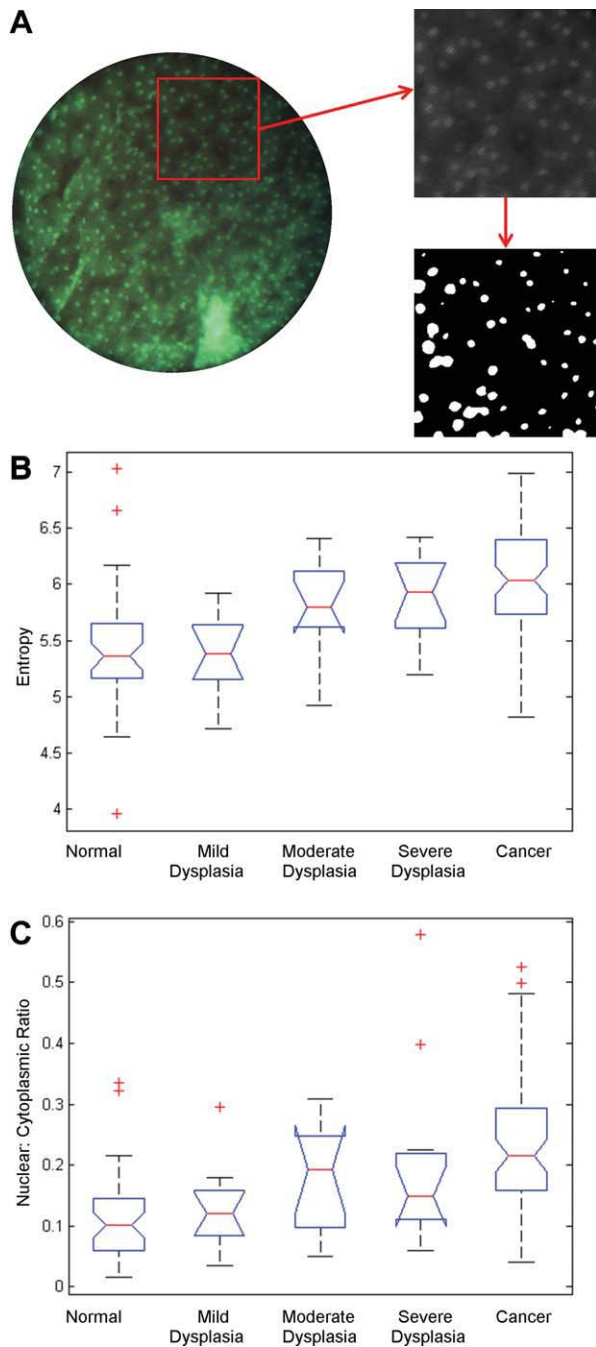 A
B
7
6.5
6
5.5
5
4.5
4
Entropy
Normal
Mild
Dysplasia
Moderate
Dysplasia
Severe
Dysplasia
Cancer
C
0.6
0.5
0.4
0.3
0.2
0.1
0
Nuclear: Cytoplasmic Ratio
Normal
Mild
Dysplasia
Moderate
Dysplasia
Severe
Dysplasia
Cancer